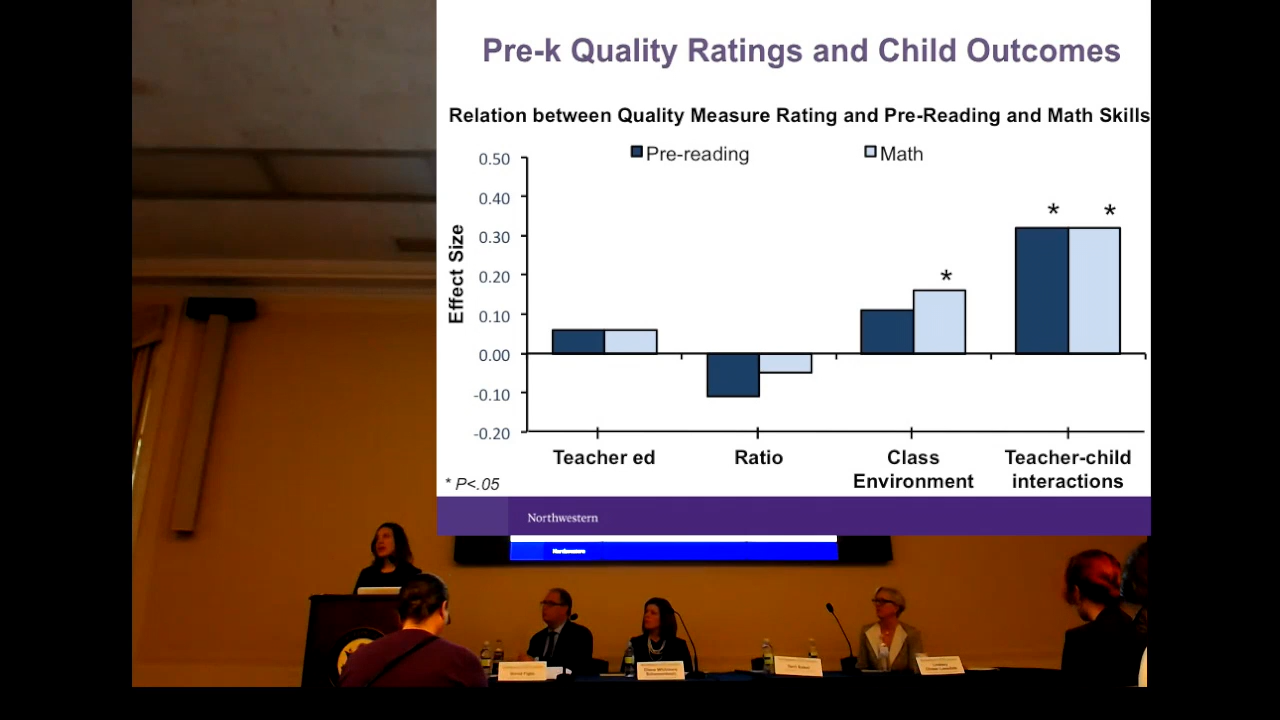 Pre-k Quality Ratings and Child Outcomes
Relation between Quality Measure Rating and Pre-Reading and Math Skills
Pre-reading
Math
Effect Size
0.50
0.40
0.30
0.20
0.10
0.00
-0.10
-0.20
*
* *
Teacher ed
Ratio
Class
Environment
Teacher-child
interactions
* P<.05
Northwestern
Northwestern